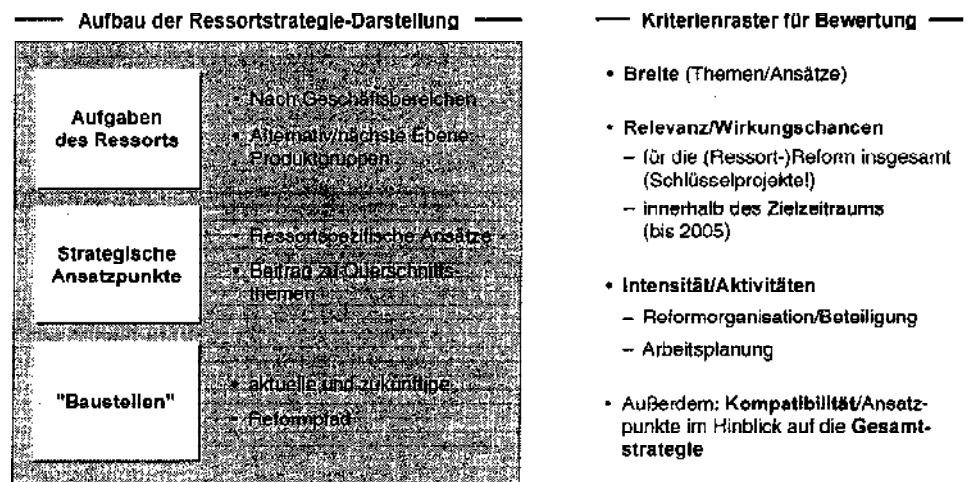 Aufbau der Ressortstrategie-Darstellung
Aufgaben
des Ressorts
• Nach Geschäftsbereichen
• Alternativ/nächste Ebene:
Produktgruppen
Strategische
Ansatzpunkte
• Ressortspezifische Ansätze
• Beitrag zu Querschnitts-
themen
"Baustellen"
• aktuelle und zukünftige
• Reformpfad
Kriterienraster für Bewertung
• Breite (Themen/Ansätze)
• Relevanz/Wirkungschancen
– für die (Ressort-)Reform insgesamt
(Schlüsselprojekte!)
– innerhalb des Zielzeitraums
(bis 2005)
• Intensität/Aktivitäten
– Reformorganisation/Beteiligung
– Arbeitsplanung
• Außerdem: Kompatibilität/Ansatz-
punkte im Hinblick auf die Gesamt-
strategie